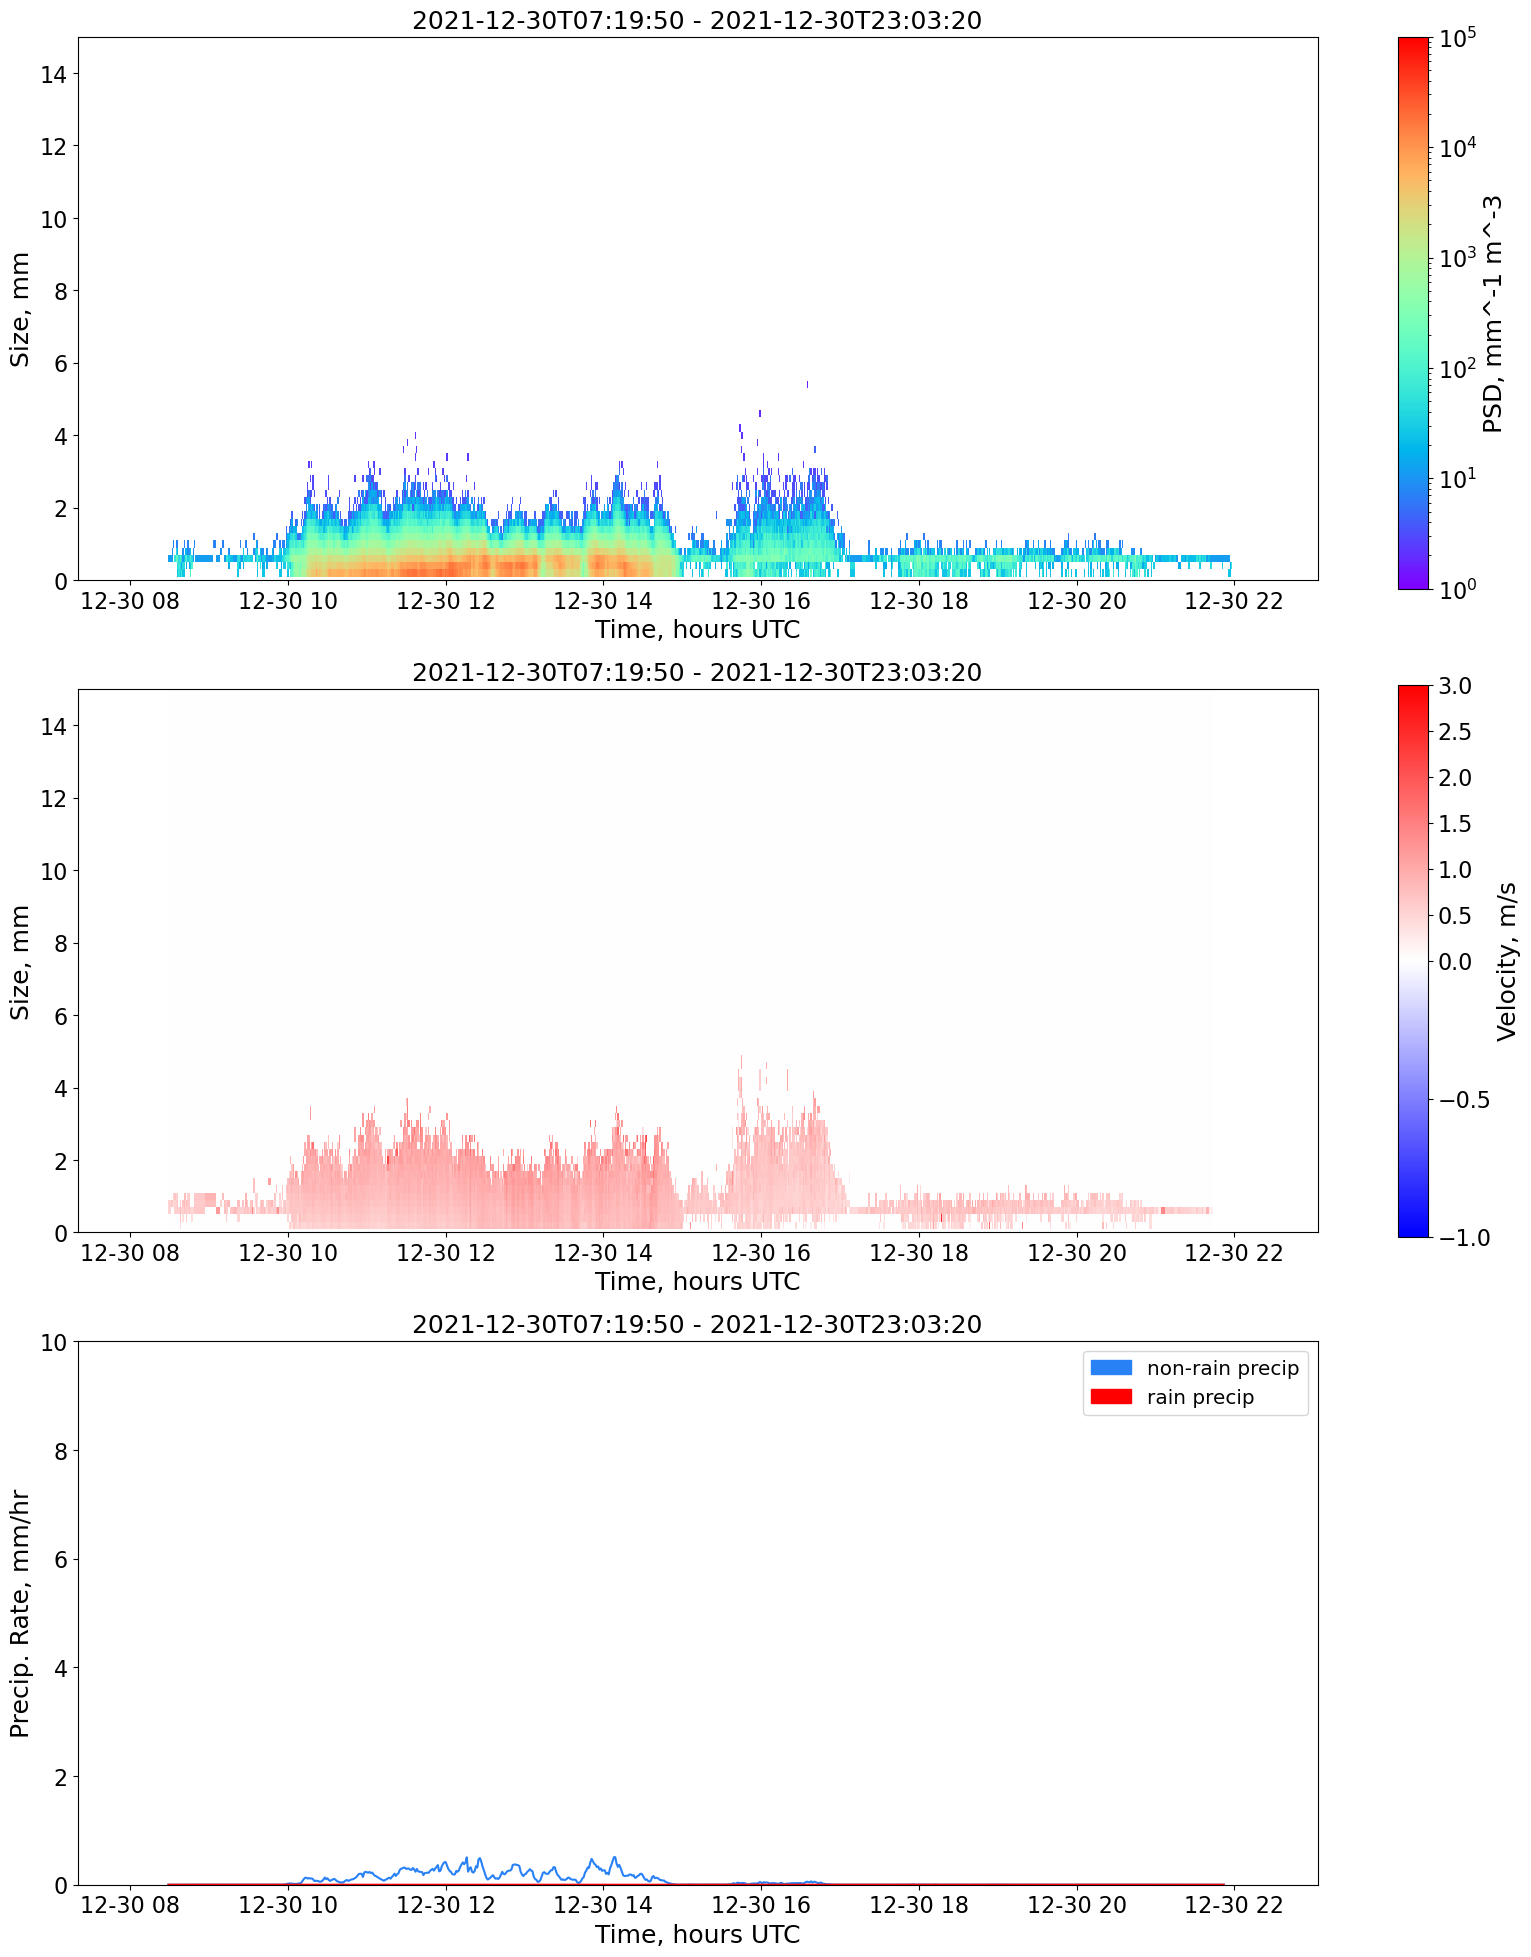 2021-12-30T07:19:50 - 2021-12-30T23:03:20
14
12
10
8
6
4
2
0
Size, mm
12-30 08 12-30 10 12-30 12 12-30 14 12-30 16 12-30 18 12-30 20 12-30 22
Time, hours UTC
10^5
10^4
10^3
10^2
10^1
10^0
PSD, mm^-1 m^-3
2021-12-30T07:19:50 - 2021-12-30T23:03:20
14
12
10
8
6
4
2
0
Size, mm
12-30 08 12-30 10 12-30 12 12-30 14 12-30 16 12-30 18 12-30 20 12-30 22
Time, hours UTC
3.0
2.5
2.0
1.5
1.0
0.5
0.0
−0.5
−1.0
Velocity, m/s
2021-12-30T07:19:50 - 2021-12-30T23:03:20
10
8
6
4
2
0
Precip. Rate, mm/hr
non-rain precip
rain precip
12-30 08 12-30 10 12-30 12 12-30 14 12-30 16 12-30 18 12-30 20 12-30 22
Time, hours UTC